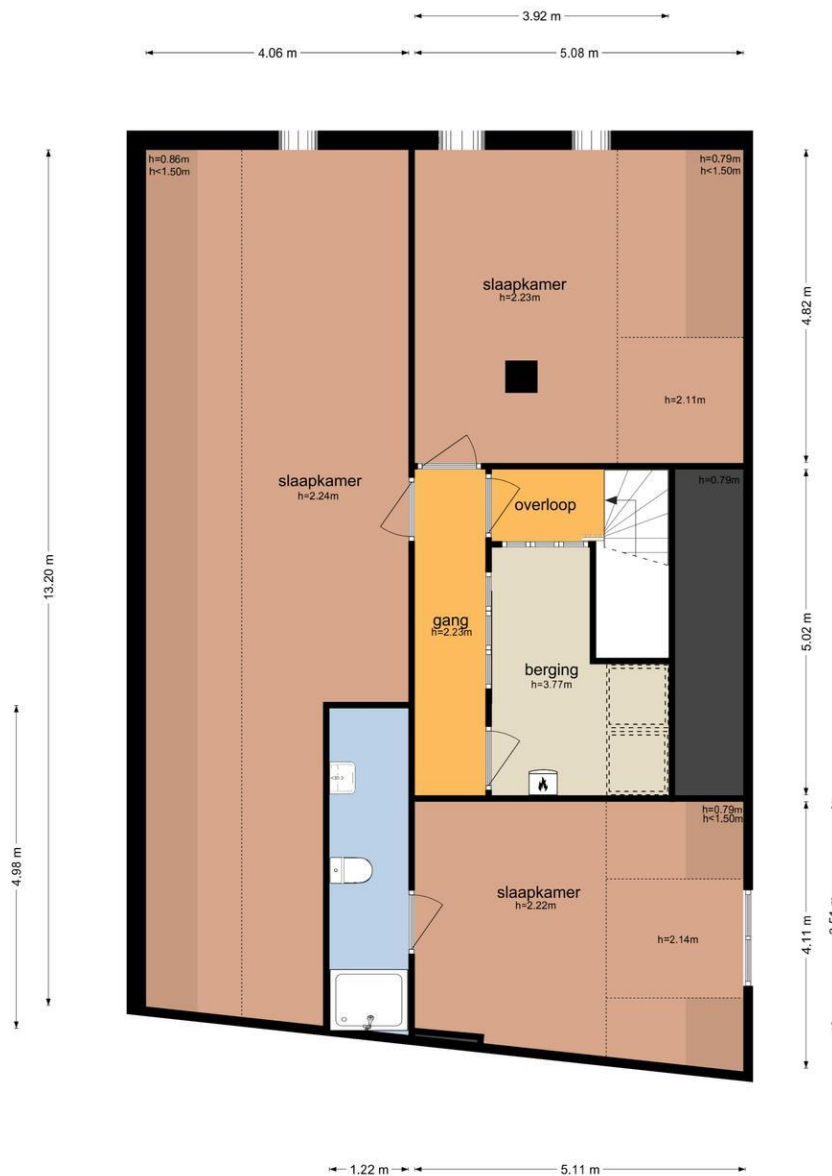 3.92 m
4.06 m
5.08 m
h=0.86m
h<1.50m
h=0.79m
h<1.50m
slaapkamer
h=2.23m
4.82 m
h=2.11m
slaapkamer
h=2.24m
h=0.79m
overloop
13.20 m
gang
h=2.23m
5.02 m
berging
h=3.77m
h=0.79m
h<1.50m
4.98 m
slaapkamer
h=2.22m
h=2.14m
4.11 m
1.22 m
5.11 m